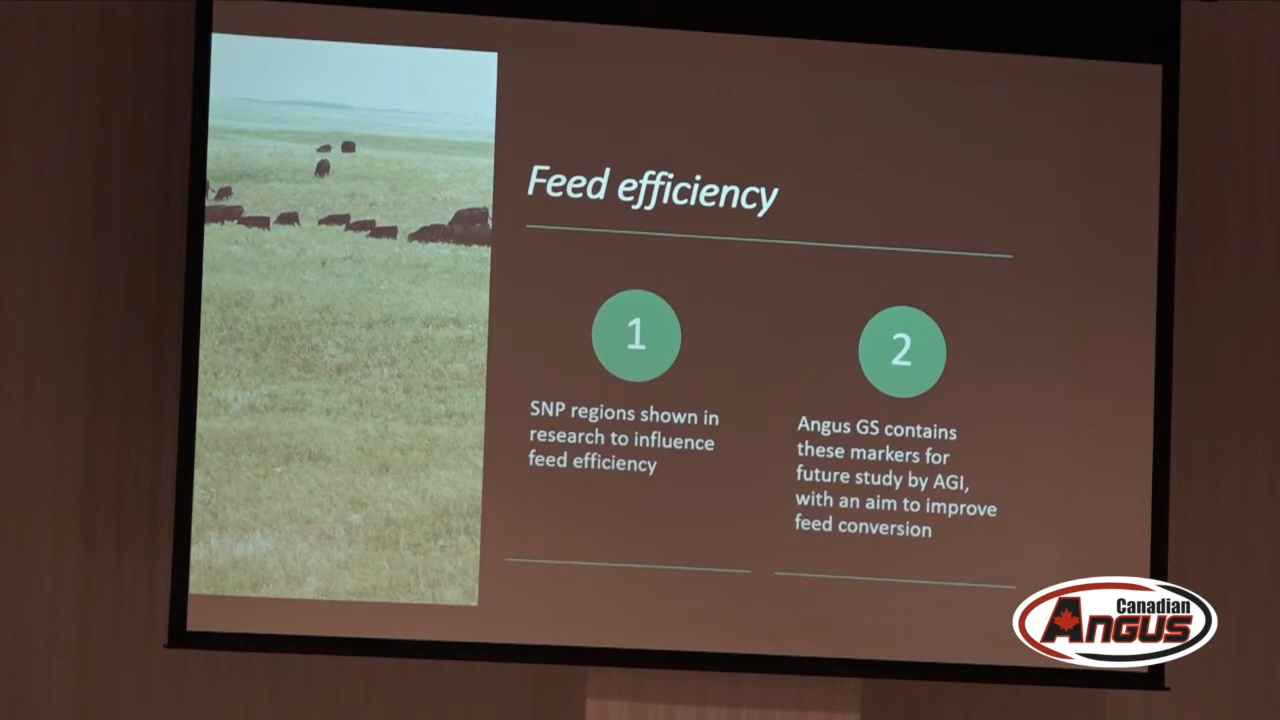 Feed efficiency
1
SNP regions shown in
research to influence
feed efficiency
2
Angus GS contains
these markers for
future study by AGI,
with an aim to improve
feed conversion
Canadian
ANGUS